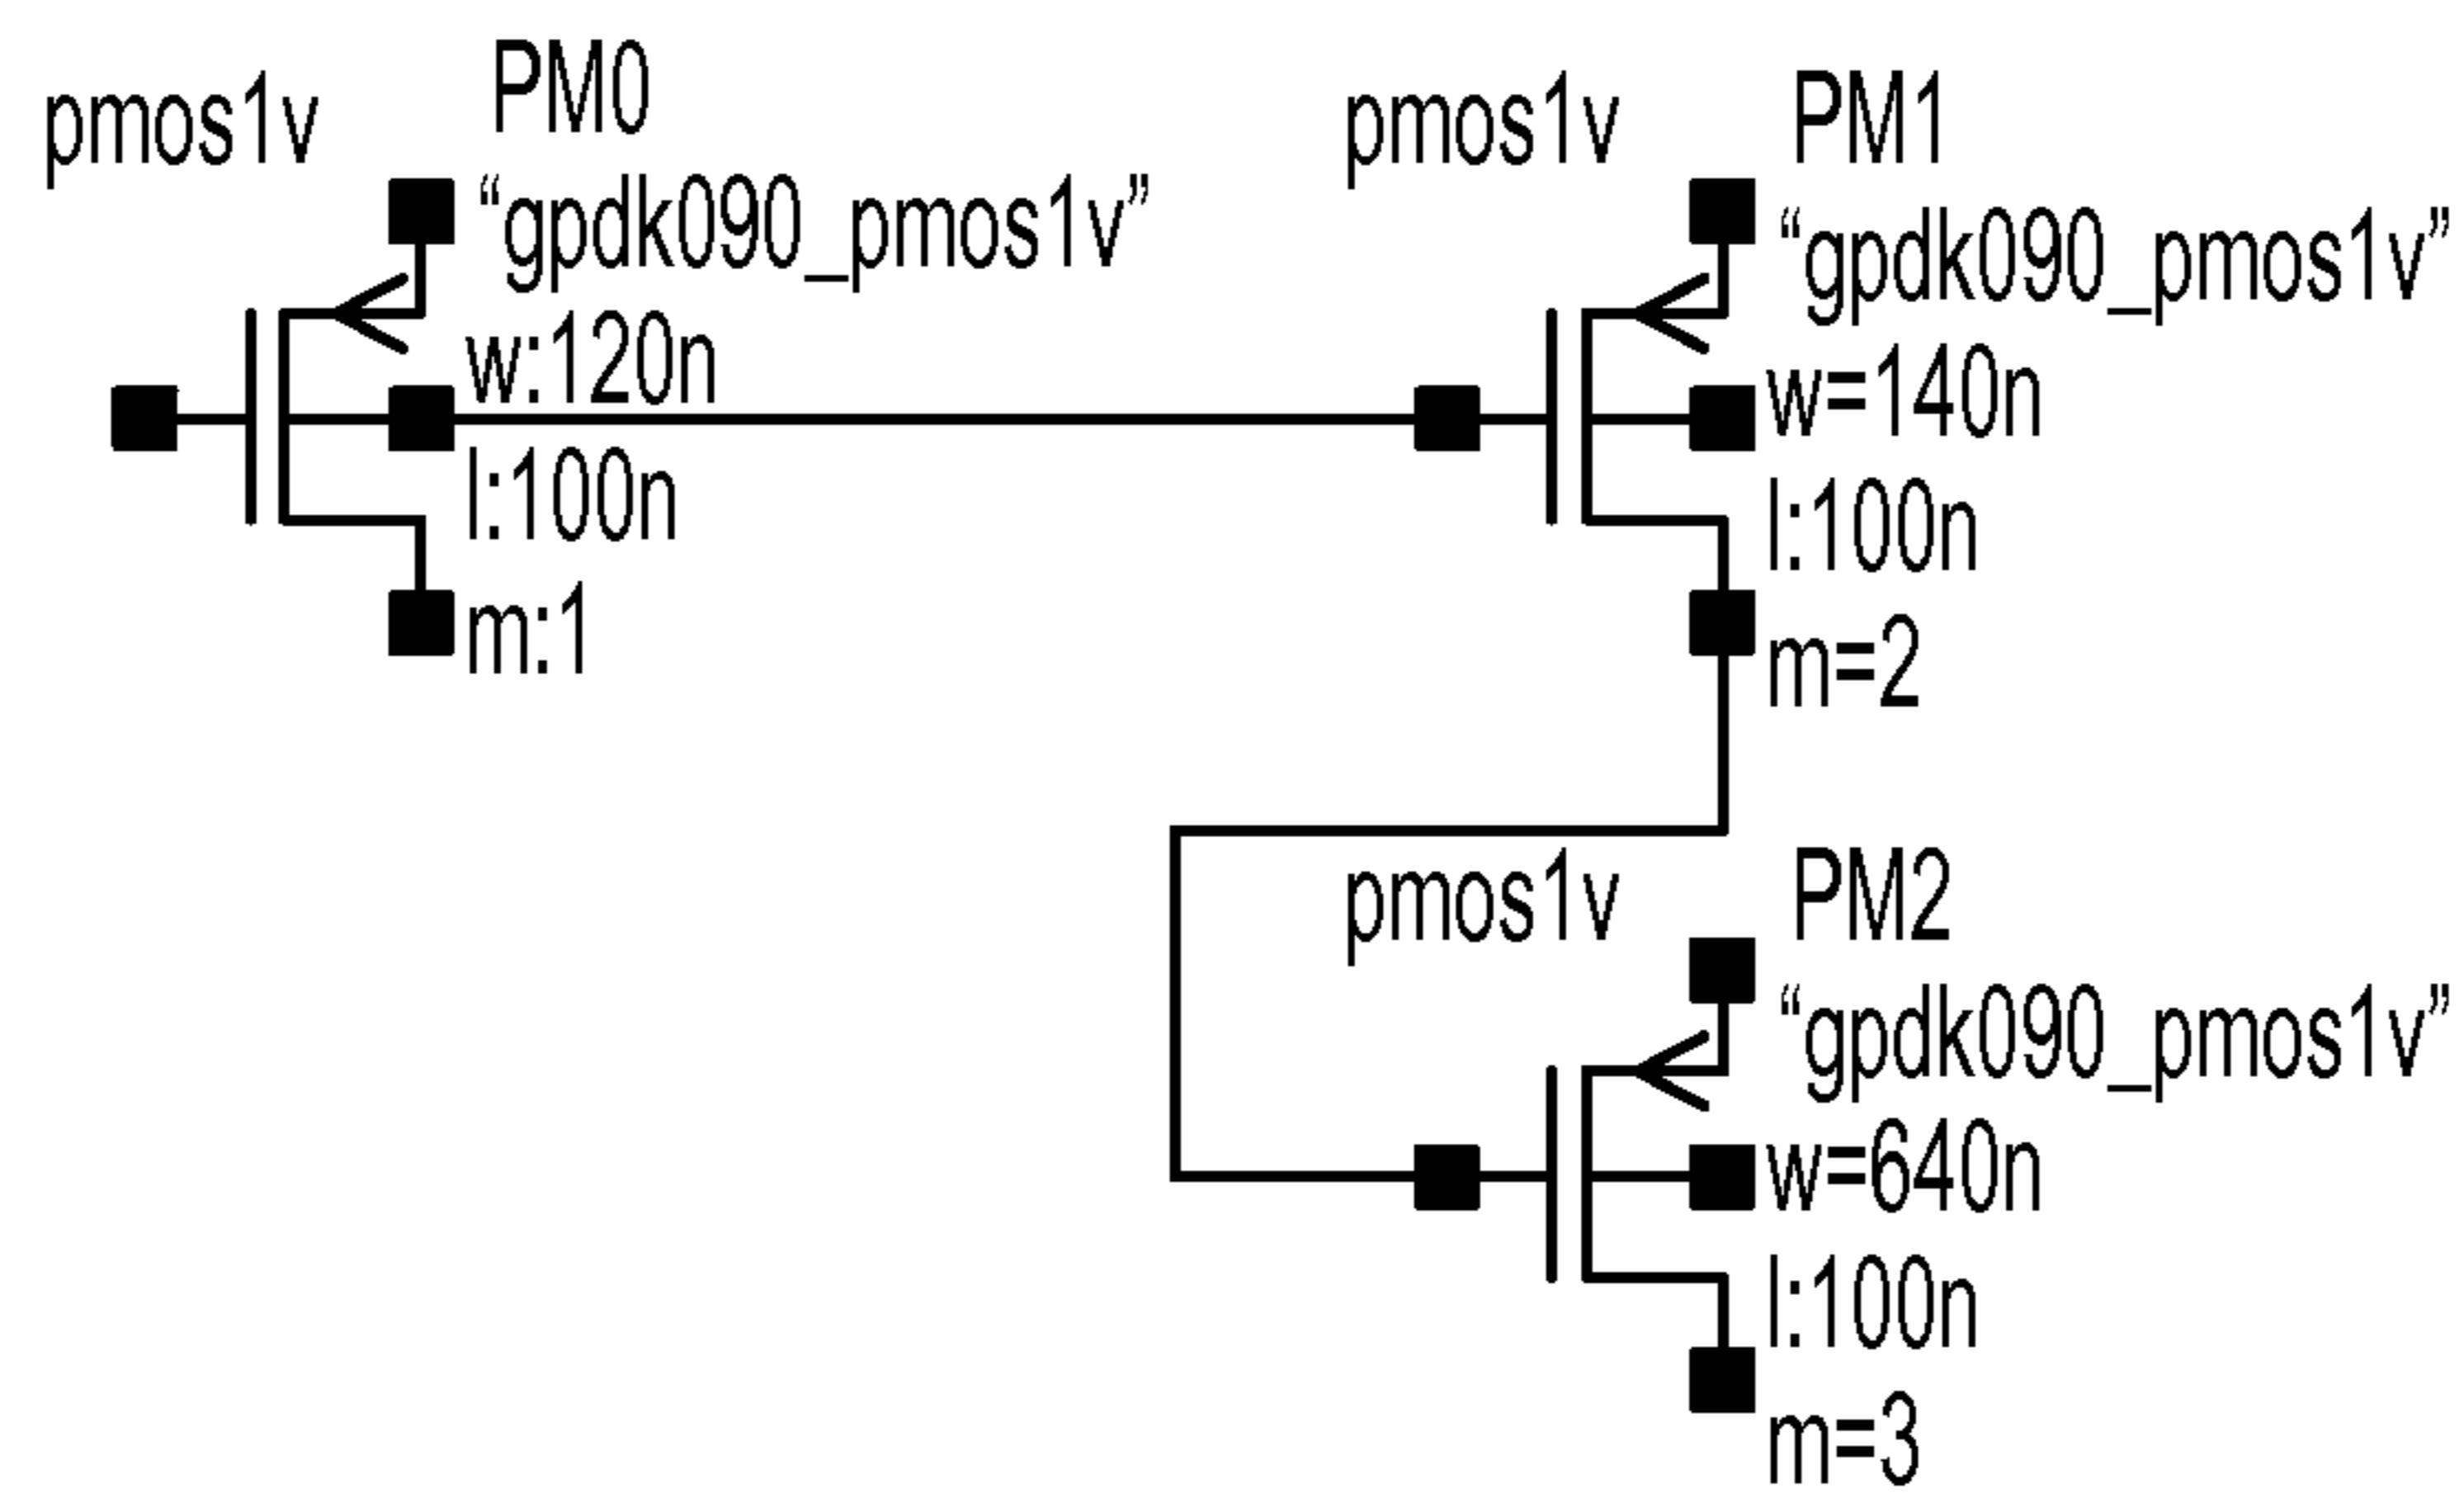 pmos1v
PM0
“gpdk090_pmos1v”
w:120n
l:100n
m:1
pmos1v
PM1
“gpdk090_pmos1v”
w=140n
l:100n
m=2
pmos1v
PM2
“gpdk090_pmos1v”
w=640n
l:100n
m=3